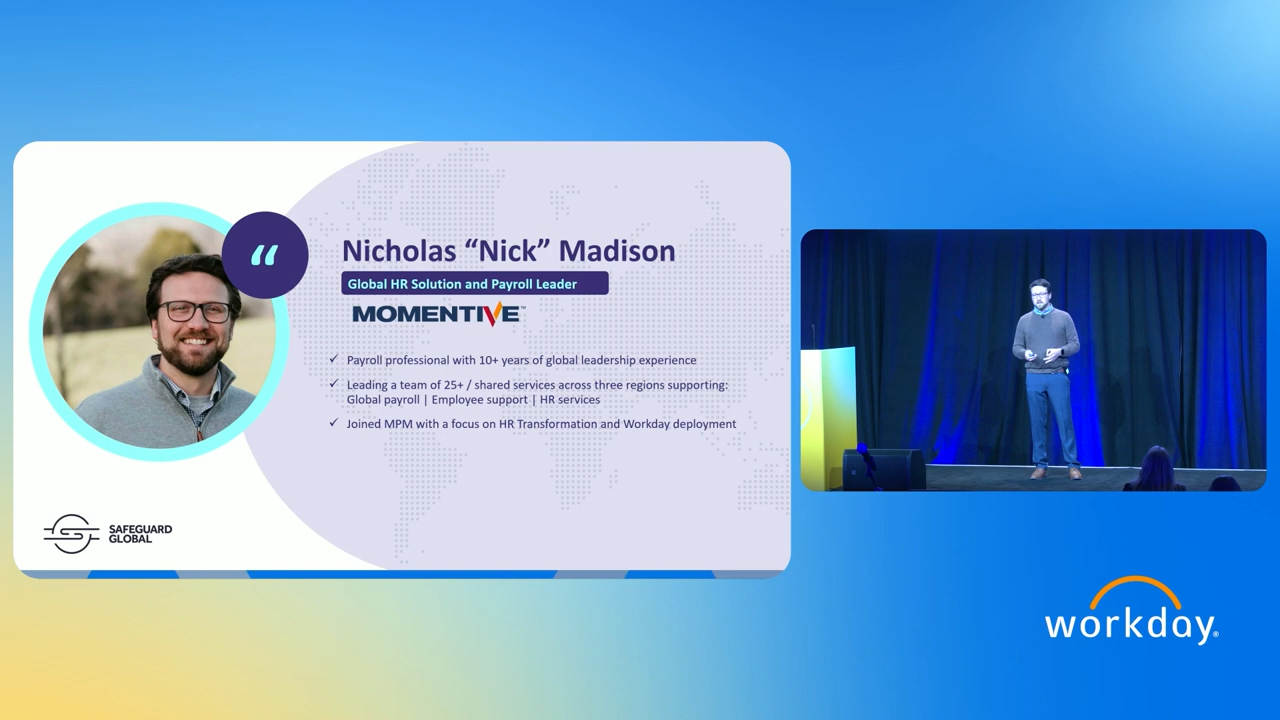 “
Nicholas “Nick” Madison
Global HR Solution and Payroll Leader
MOMENTIVE™
✓ Payroll professional with 10+ years of global leadership experience
✓ Leading a team of 25+ / shared services across three regions supporting:
Global payroll | Employee support | HR services
✓ Joined MPM with a focus on HR Transformation and Workday deployment
SAFEGUARD
GLOBAL
workday®